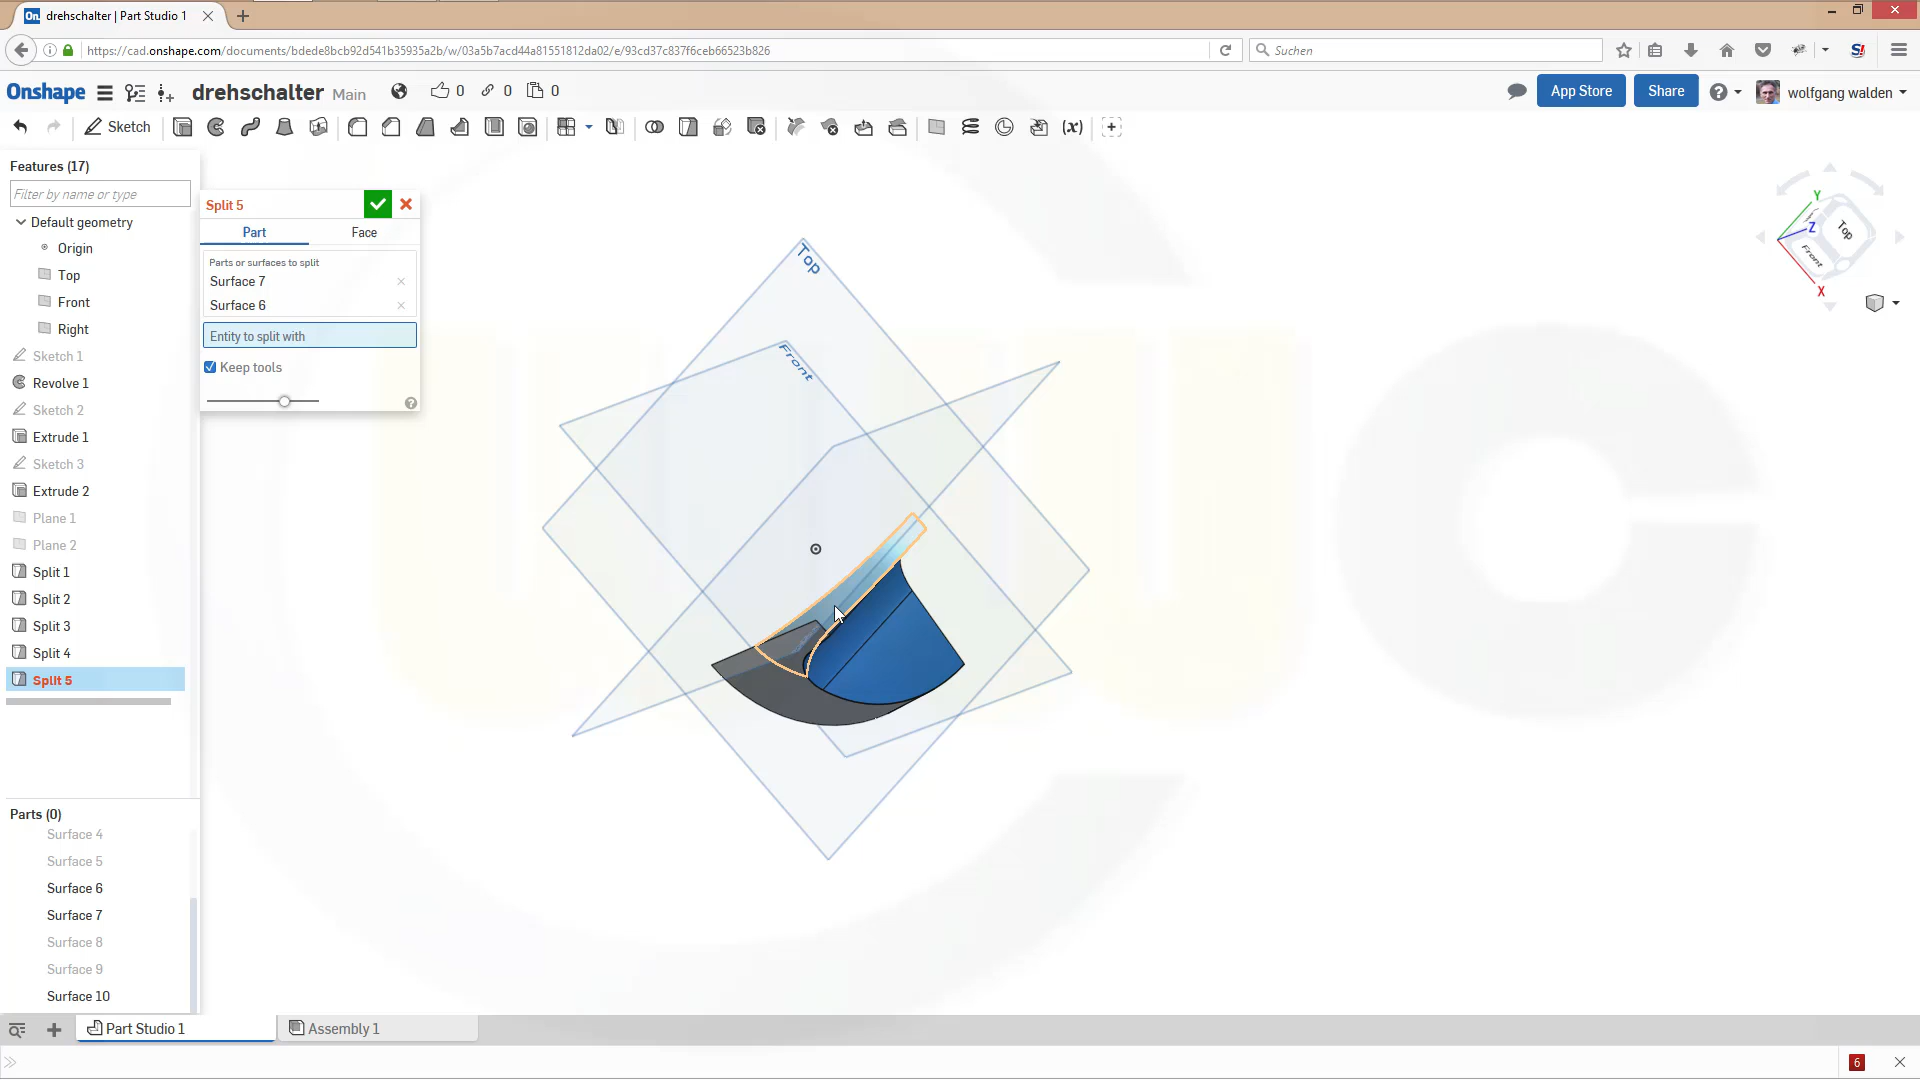 drehschalter | Part Studio 1
https://cad.onshape.com/documents/bdede8bcb92d541b35935a2b/w/03a5b7acd44a81551812da02/e/93cd37c837f6ceb66523b826
Suchen
Onshape
drehschalter Main
0
0
0
App Store
Share
wolfgang walden
Sketch
(x)
Features (17)
Filter by name or type
Default geometry
Origin
Top
Front
Right
Sketch 1
Revolve 1
Sketch 2
Extrude 1
Sketch 3
Extrude 2
Plane 1
Plane 2
Split 1
Split 2
Split 3
Split 4
Split 5
Split 5
Part
Face
Parts or surfaces to split
Surface 7
Surface 6
Entity to split with
Keep tools
Top
Front
Y
Z
X
Top
Front
Parts (0)
Surface 4
Surface 5
Surface 6
Surface 7
Surface 8
Surface 9
Surface 10
Part Studio 1
Assembly 1
6